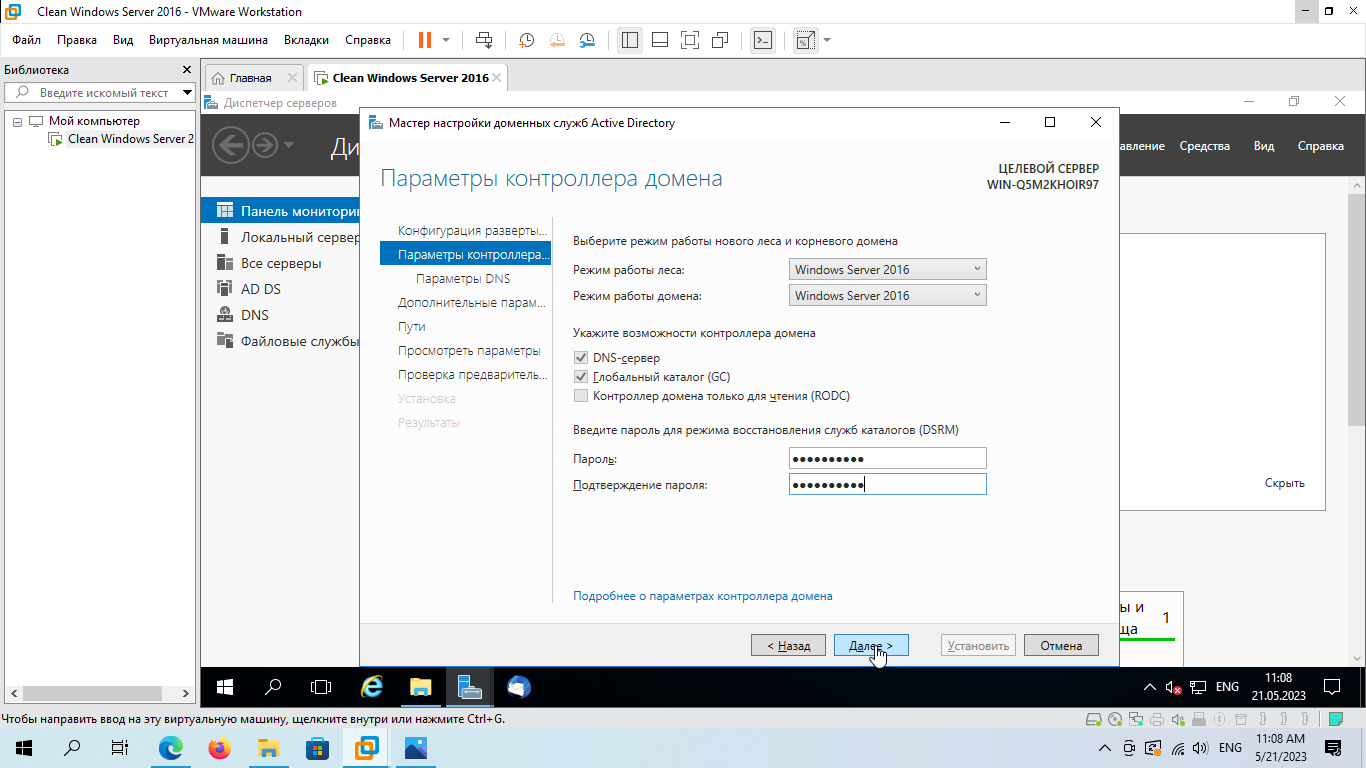 Clean Windows Server 2016 - VMware Workstation
Файл Правка Вид Виртуальная машина Вкладки Справка
Библиотека
Введите искомый текст
Мой компьютер
Clean Windows Server 2
Главная
Clean Windows Server 2016
Диспетчер серверов
Ди
авление Средства Вид Справка
Панель монитори
Локальный сервер
Все серверы
AD DS
DNS
Файловые службы
Скрыть
ы и
ща
1
Мастер настройки доменных служб Active Directory
Параметры контроллера домена
ЦЕЛЕВОЙ СЕРВЕР
WIN-Q5M2KHOIR97
Конфигурация разверты...
Параметры контроллера...
Параметры DNS
Дополнительные парам...
Пути
Просмотреть параметры
Проверка предваритель...
Установка
Результаты
Выберите режим работы нового леса и корневого домена
Режим работы леса: Windows Server 2016
Режим работы домена: Windows Server 2016
Укажите возможности контроллера домена
DNS-сервер
Глобальный каталог (GC)
Контроллер домена только для чтения (RODC)
Введите пароль для режима восстановления служб каталогов (DSRM)
Пароль: ●●●●●●●●●●
Подтверждение пароля: ●●●●●●●●●●
Подробнее о параметрах контроллера домена
< Назад Далее > Установить Отмена
ENG
11:08
21.05.2023
Чтобы направить ввод на эту виртуальную машину, щелкните внутри или нажмите Ctrl+G.
ENG
11:08 AM
5/21/2023